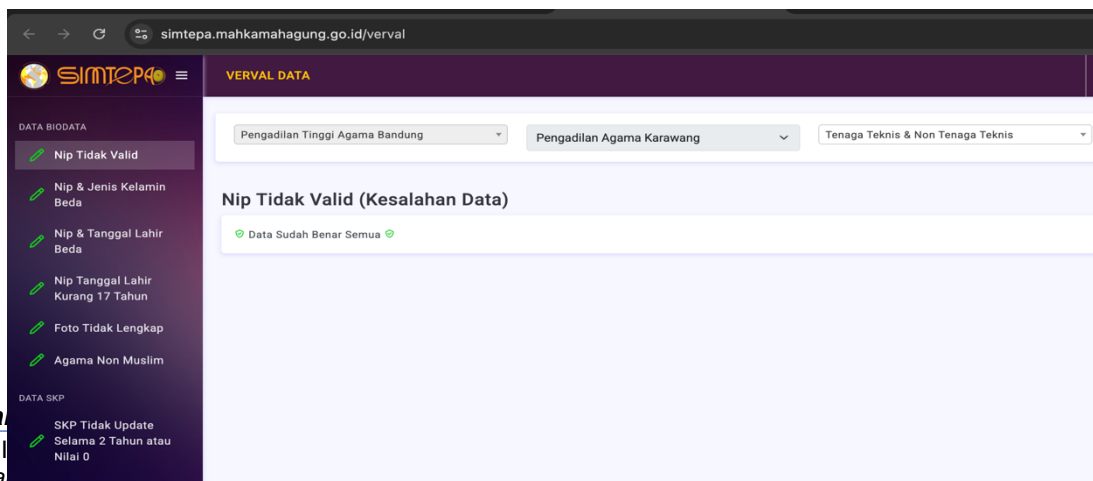 simtepa.mahkamahagung.go.id/verval
SIMTEPA
VERVAL DATA
DATA BIODATA
Nip Tidak Valid
Nip & Jenis Kelamin
Beda
Nip & Tanggal Lahir
Beda
Nip Tanggal Lahir
Kurang 17 Tahun
Foto Tidak Lengkap
Agama Non Muslim
DATA SKP
SKP Tidak Update
Selama 2 Tahun atau
Nilai 0
Pengadilan Tinggi Agama Bandung
Pengadilan Agama Karawang
Tenaga Teknis & Non Tenaga Teknis
Nip Tidak Valid (Kesalahan Data)
Data Sudah Benar Semua